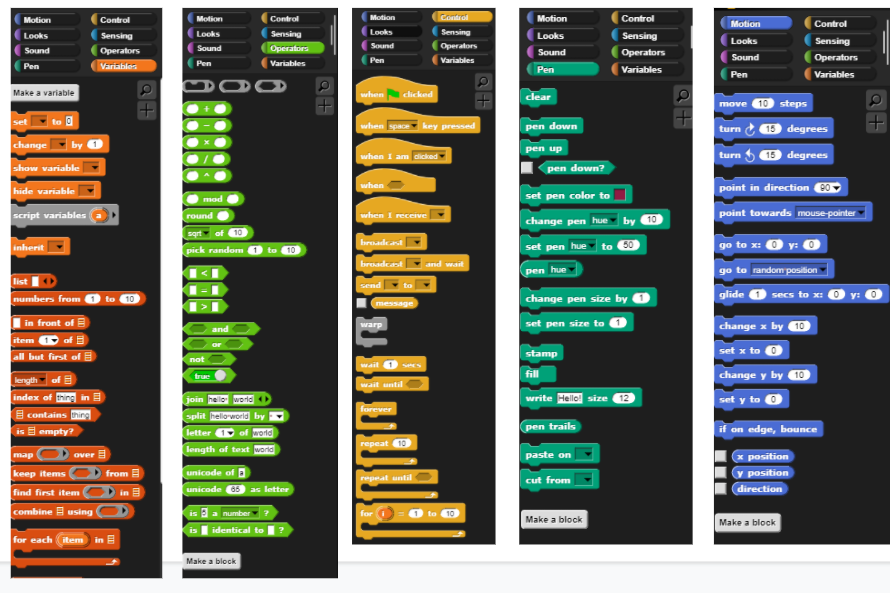 Motion Control
Looks Sensing
Sound Operators
Pen Variables
Make a variable
set to 0
change by 1
show variable
hide variable
script variables a
inherit
list
numbers from 1 to 10
in front of
item 1 of
all but first of
length of
index of thing in
contains thing
is empty?
map over
keep items from
find first item in
combine using
for each item in
Motion Control
Looks Sensing
Sound Operators
Pen Variables
+
−
×
/
^
mod
round
sqrt of 10
pick random 1 to 10
<
=
>
and
or
not
true
join hello world
split hello world by
letter 1 of world
length of text world
unicode of a
unicode 65 as letter
is 5 a number ?
is identical to ?
Make a block
Motion Control
Looks Sensing
Sound Operators
Pen Variables
when clicked
when space key pressed
when I am clicked
when
when I receive
broadcast
broadcast and wait
send to
message
warp
wait 1 secs
wait until
forever
repeat 10
repeat until
for i = 1 to 10
Motion Control
Looks Sensing
Sound Operators
Pen Variables
clear
pen down
pen up
pen down?
set pen color to
change pen hue by 10
set pen hue to 50
pen hue
change pen size by 1
set pen size to 1
stamp
fill
write Hello! size 12
pen trails
paste on
cut from
Make a block
Motion Control
Looks Sensing
Sound Operators
Pen Variables
move 10 steps
turn 15 degrees
turn 15 degrees
point in direction 90
point towards mouse-pointer
go to x: 0 y: 0
go to random position
glide 1 secs to x: 0 y: 0
change x by 10
set x to 0
change y by 10
set y to 0
if on edge, bounce
x position
y position
direction
Make a block